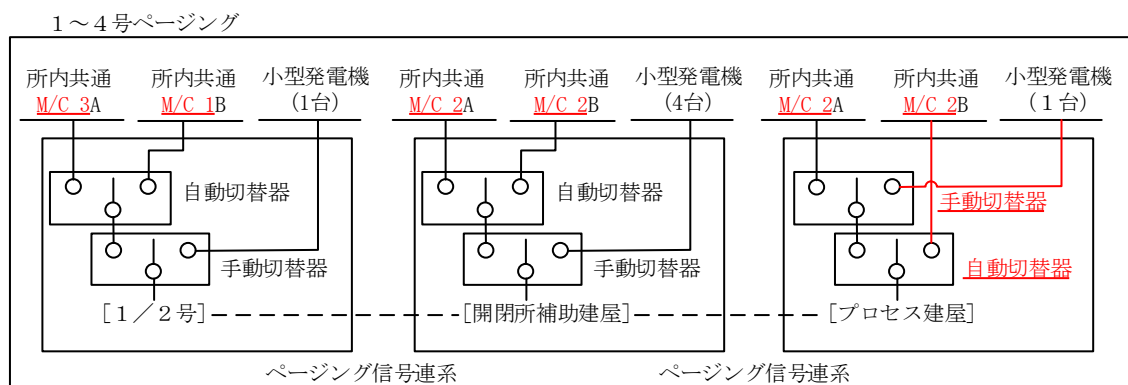 1～4号ページング
所内共通 所内共通 小型発電機 所内共通 所内共通 小型発電機 所内共通 所内共通 小型発電機
M/C 3A M/C 1B (1台) M/C 2A M/C 2B (4台) M/C 2A M/C 2B (1台)
自動切替器 自動切替器 手動切替器
手動切替器 手動切替器 自動切替器
[1／2号] [開閉所補助建屋] [プロセス建屋]
ページング信号連系 ページング信号連系